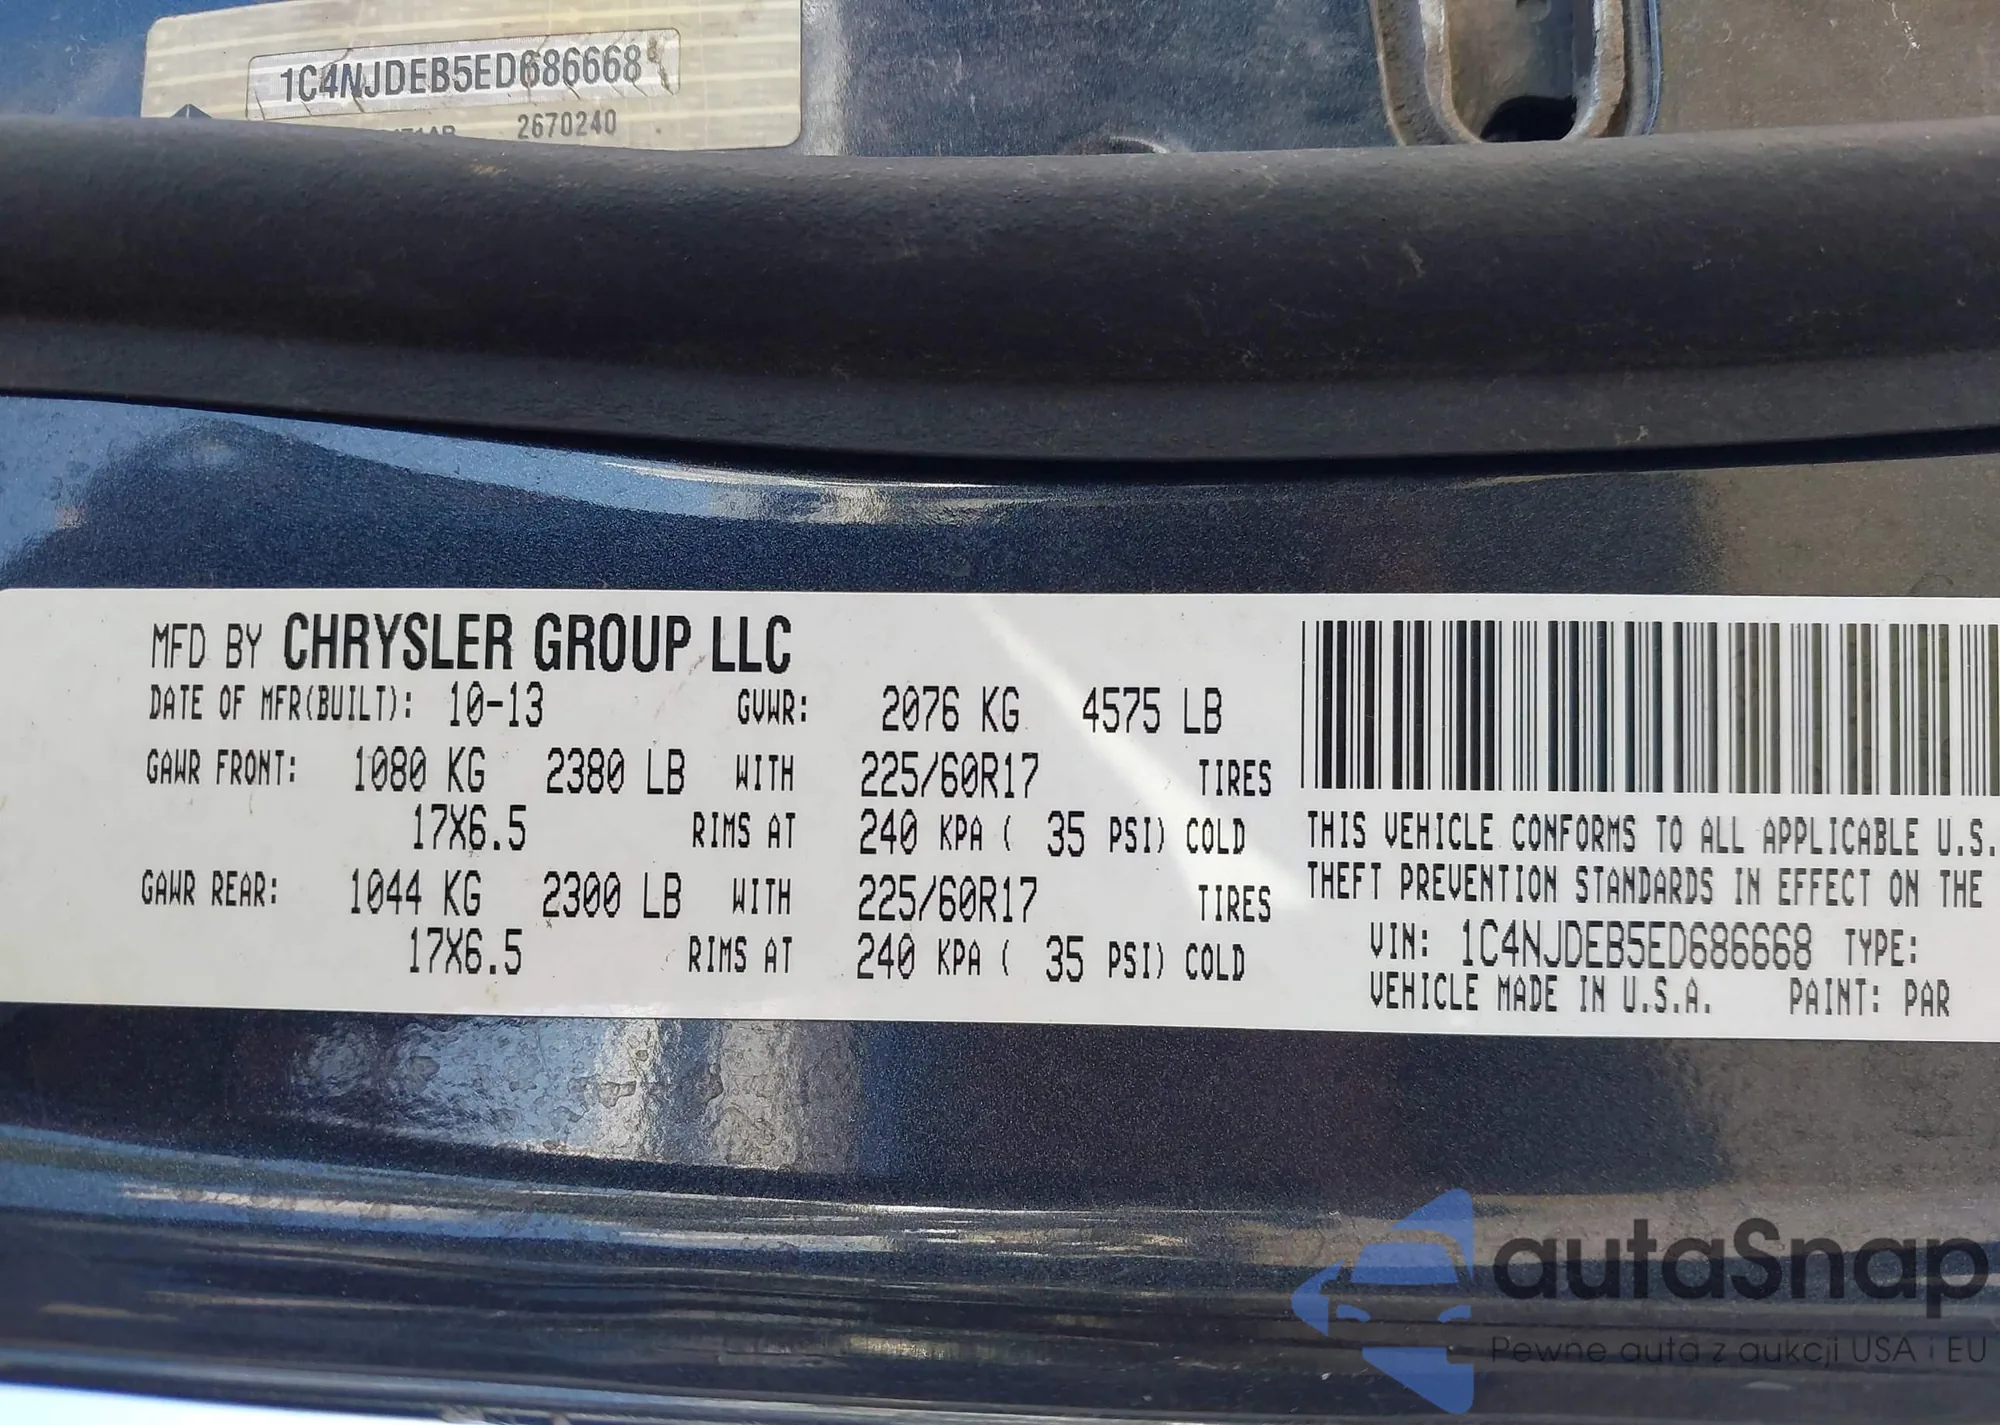 1C4NJDEB5ED686668
2670240
MFD BY CHRYSLER GROUP LLC
DATE OF MFR(BUILT): 10-13 GVWR: 2076 KG 4575 LB
GAWR FRONT: 1080 KG 2380 LB WITH 225/60R17 TIRES
17X6.5 RIMS AT 240 KPA ( 35 PSI) COLD
GAWR REAR: 1044 KG 2300 LB WITH 225/60R17 TIRES
17X6.5 RIMS AT 240 KPA ( 35 PSI) COLD
THIS VEHICLE CONFORMS TO ALL APPLICABLE U.S.
THEFT PREVENTION STANDARDS IN EFFECT ON THE
VIN: 1C4NJDEB5ED686668 TYPE:
VEHICLE MADE IN U.S.A. PAINT: PAR
autaSnap
Pewne auta z aukcji USA i EU